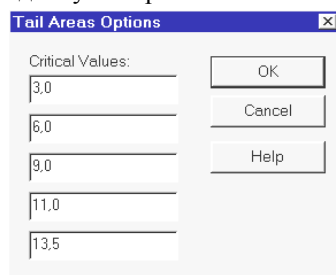 Tail Areas Options
Critical Values:
3,0
6,0
9,0
11,0
13,5
OK
Cancel
Help